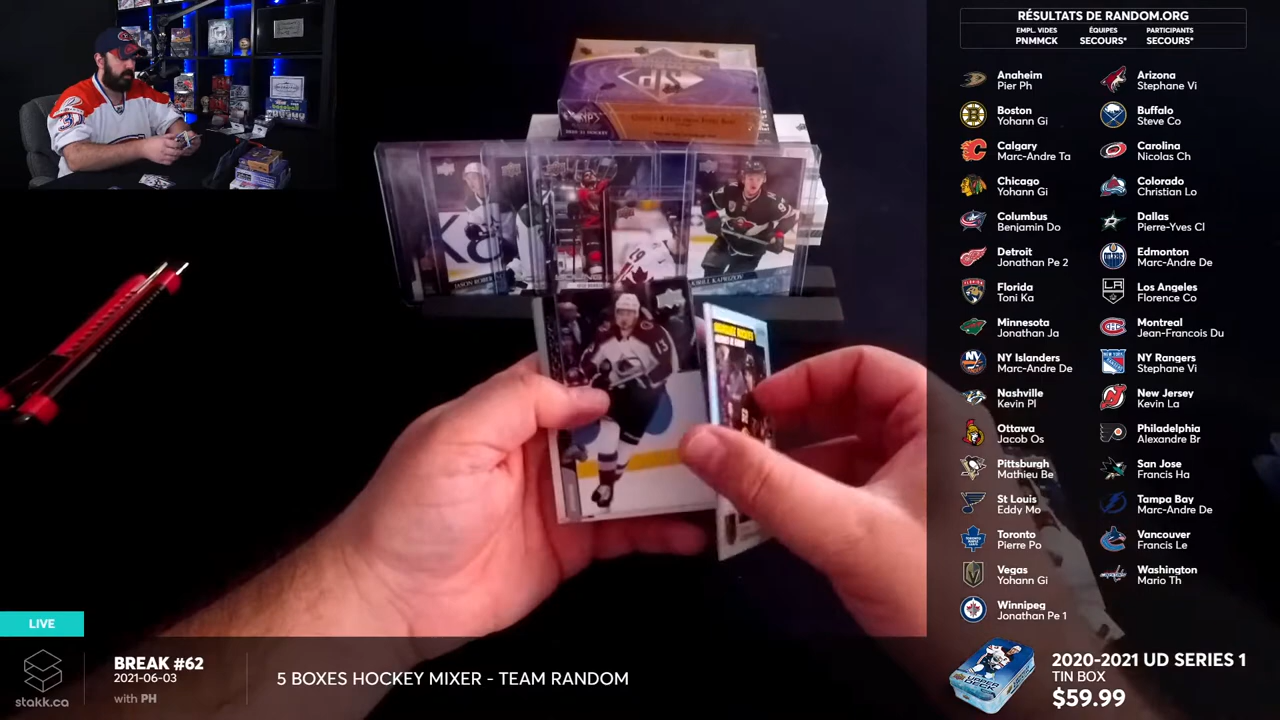 RÉSULTATS DE RANDOM.ORG
EMPL. VIDES ÉQUIPES PARTICIPANTS
PNMMCK SECOURS* SECOURS*
Anaheim
Pier Ph
Arizona
Stephane Vi
Boston
Yohann Gi
Buffalo
Steve Co
Calgary
Marc-Andre Ta
Carolina
Nicolas Ch
Chicago
Yohann Gi
Colorado
Christian Lo
Columbus
Benjamin Do
Dallas
Pierre-Yves Cl
Detroit
Jonathan Pe 2
Edmonton
Marc-Andre De
Florida
Toni Ka
Los Angeles
Florence Co
Minnesota
Jonathan Ja
Montreal
Jean-Francois Du
NY Islanders
Marc-Andre De
NY Rangers
Stephane Vi
Nashville
Kevin Pl
New Jersey
Kevin La
Ottawa
Jacob Os
Philadelphia
Alexandre Br
Pittsburgh
Mathieu Be
San Jose
Francis Ha
St Louis
Eddy Mo
Tampa Bay
Marc-Andre De
Toronto
Pierre Po
Vancouver
Francis Le
Vegas
Yohann Gi
Washington
Mario Th
Winnipeg
Jonathan Pe 1
SP
13
97
LIVE
stakk.ca
BREAK #62
2021-06-03
with PH
5 BOXES HOCKEY MIXER - TEAM RANDOM
2020-2021 UD SERIES 1
TIN BOX
$59.99